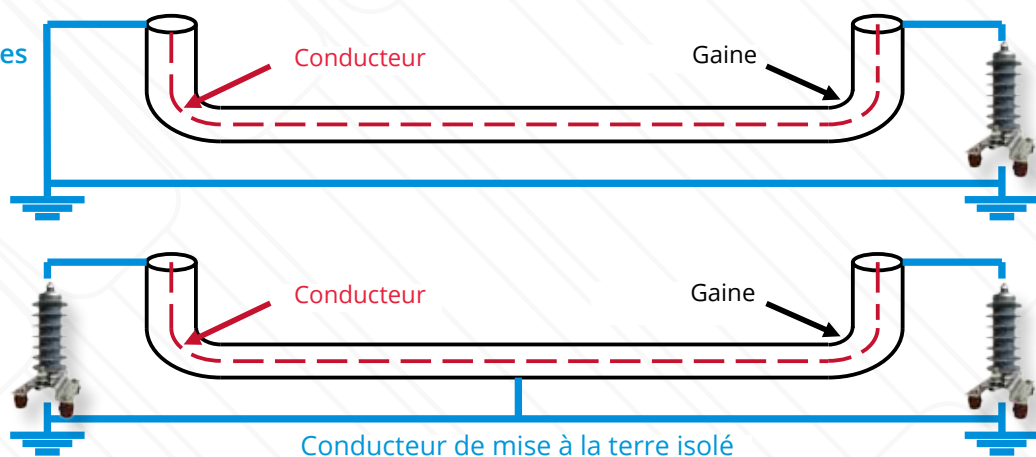 es
Conducteur
Gaine
Conducteur
Gaine
Conducteur de mise à la terre isolé